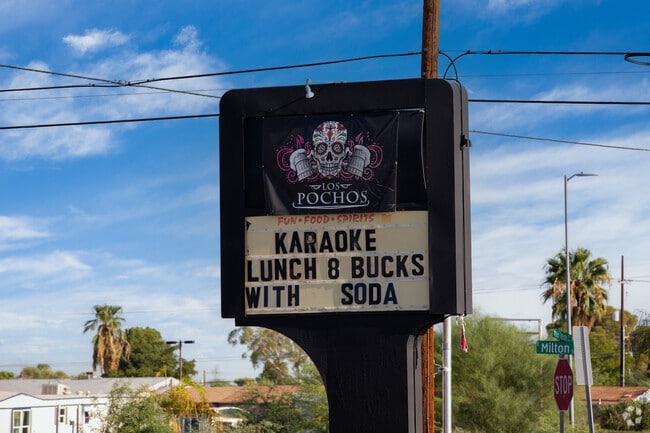 LOS
POCHOS
FUN • FOOD • SPIRITS
KARAOKE
LUNCH 8 BUCKS
WITH SODA
Milton
STOP